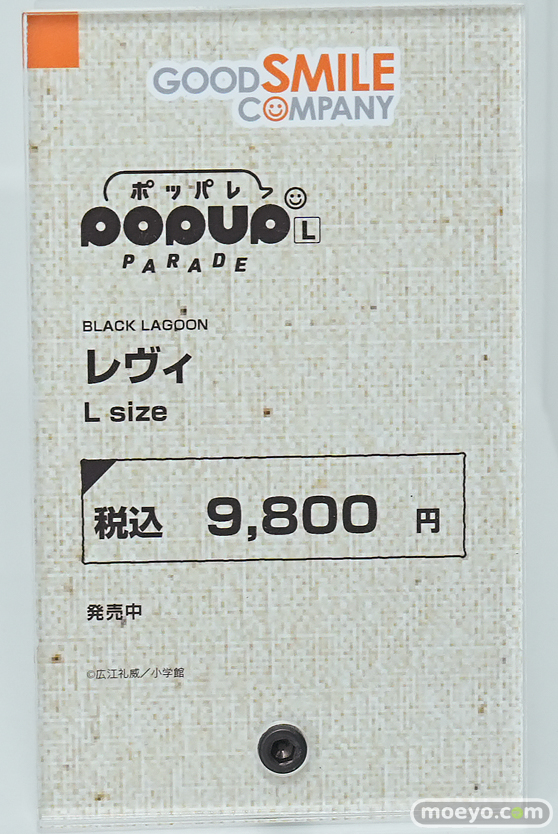 GOOD SMILE
COMPANY
ポッパレ
POP UP L
PARADE
BLACK LAGOON
レヴィ
L size
税込 9,800 円
発売中
©広江礼威／小学館
moeyo.com